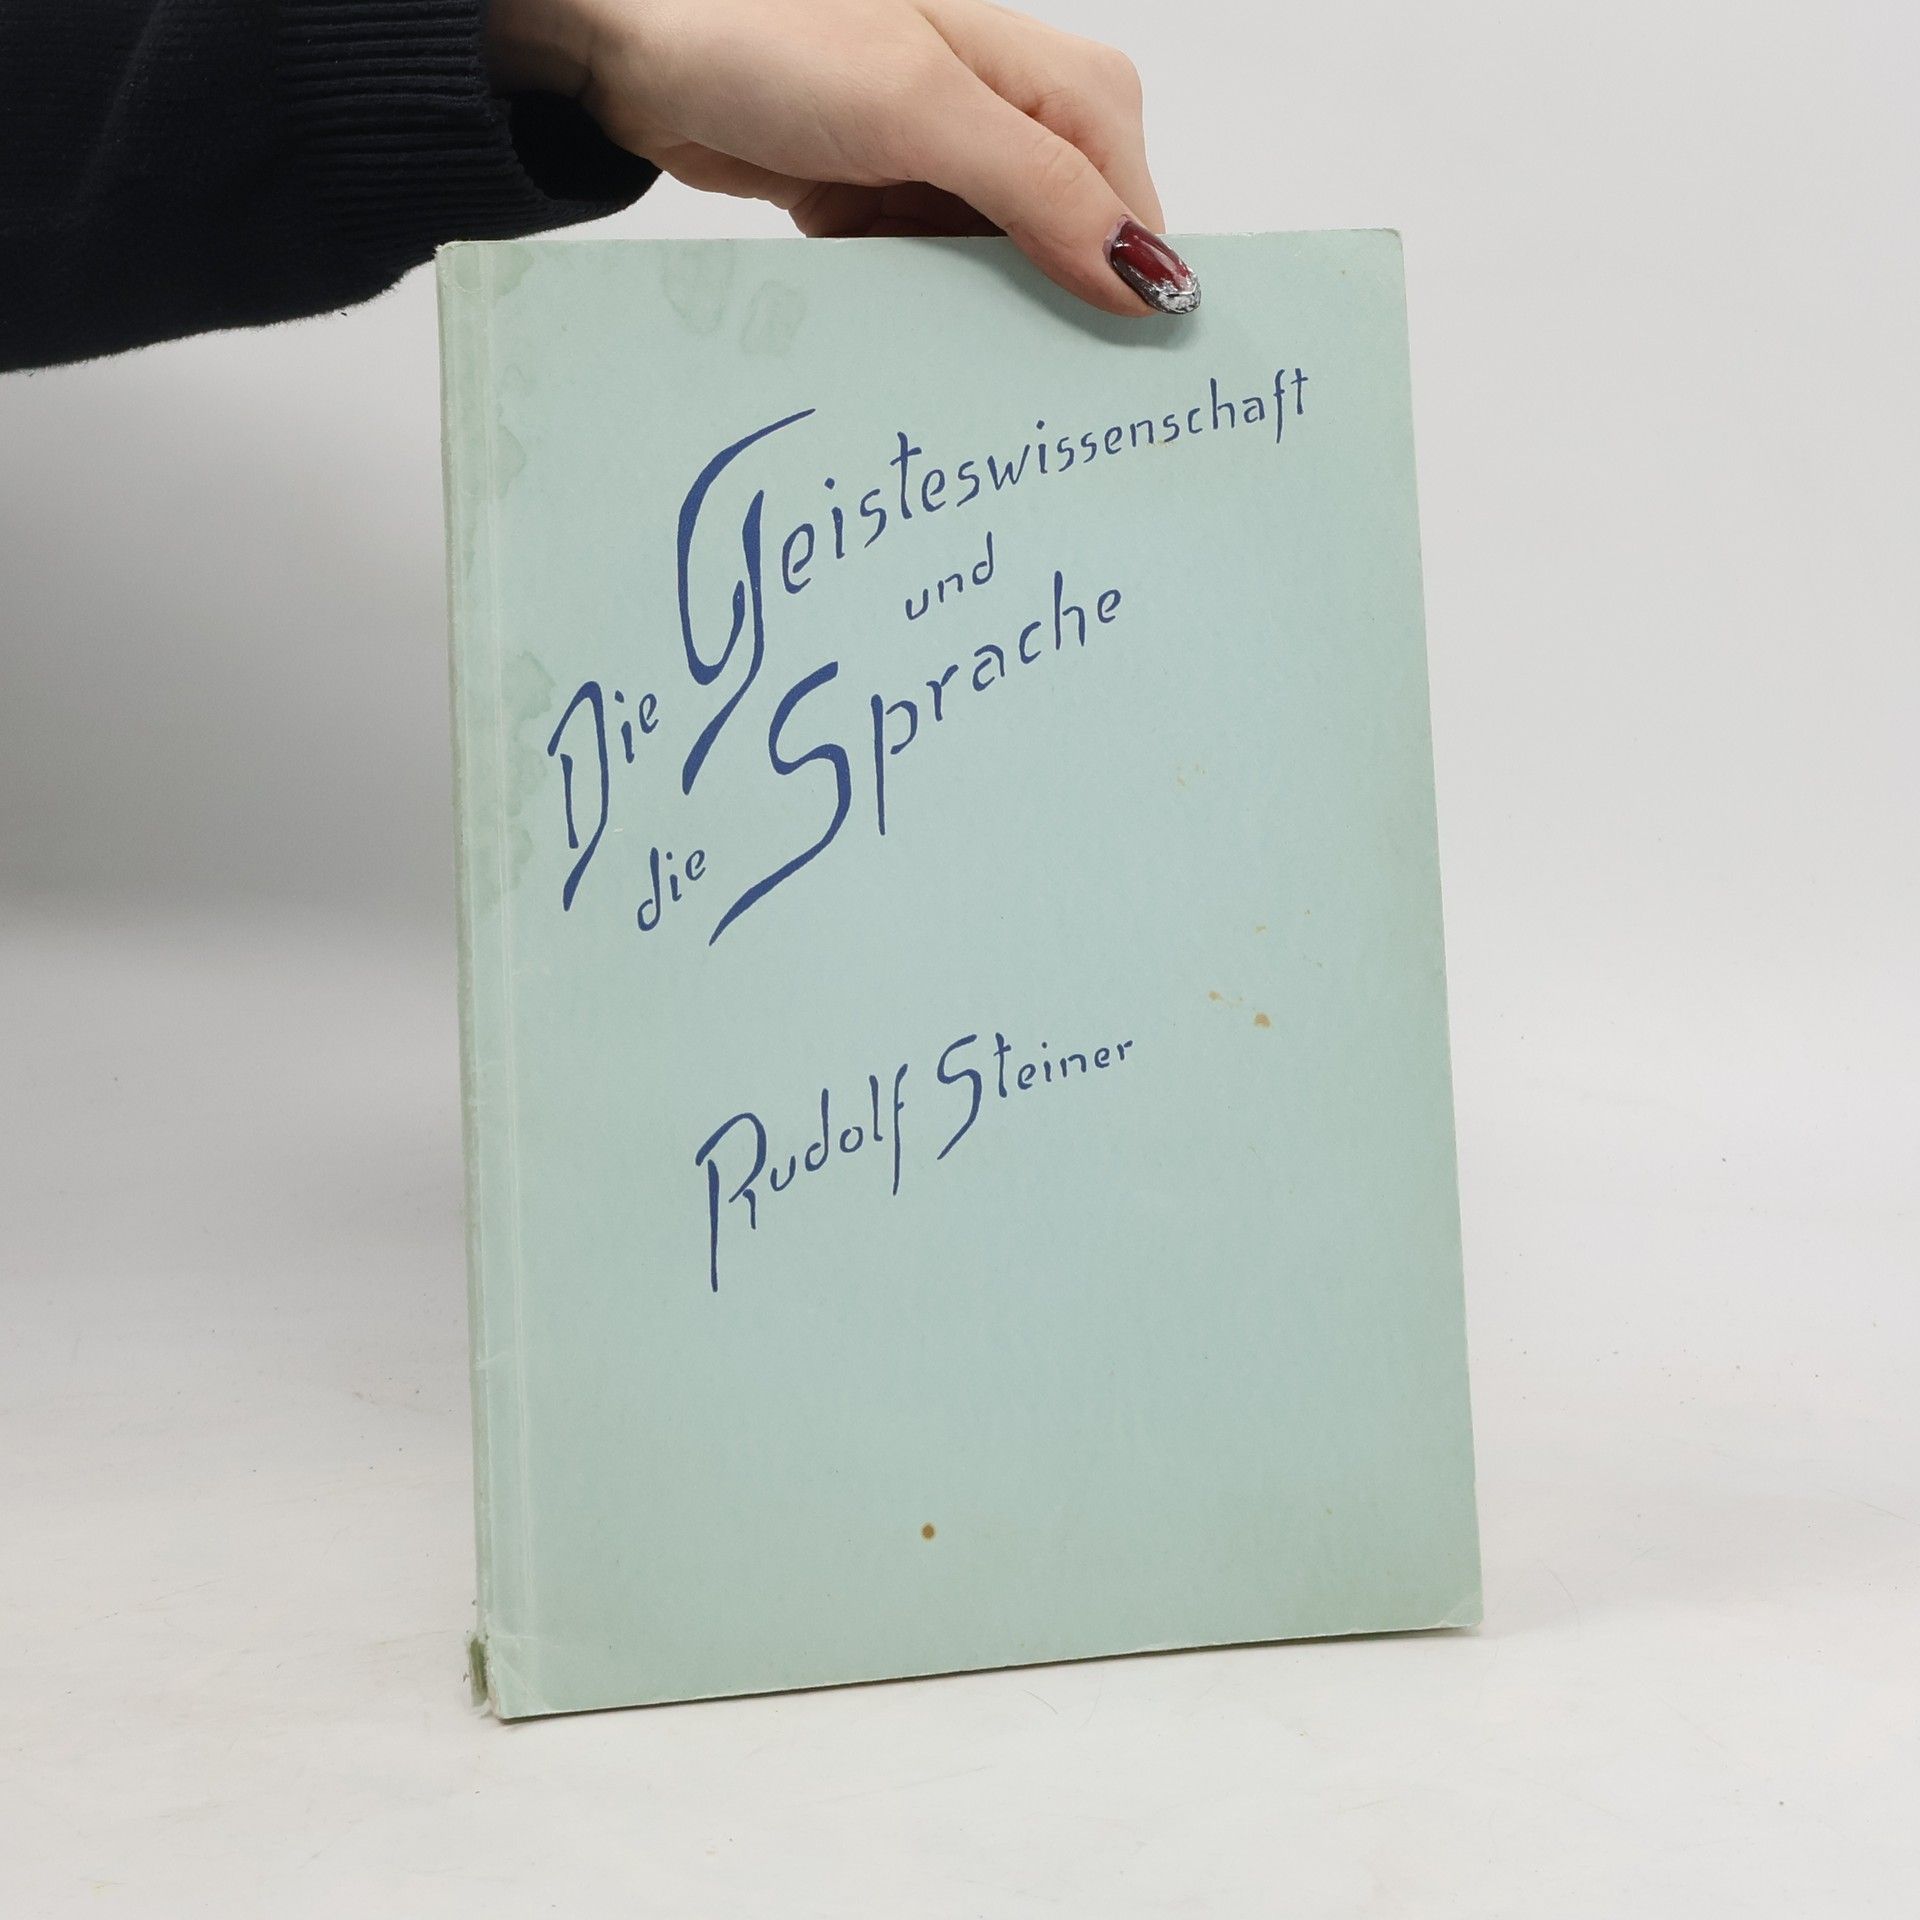 Die Geisteswissenschaft
und
die Sprache
Rudolf Steiner